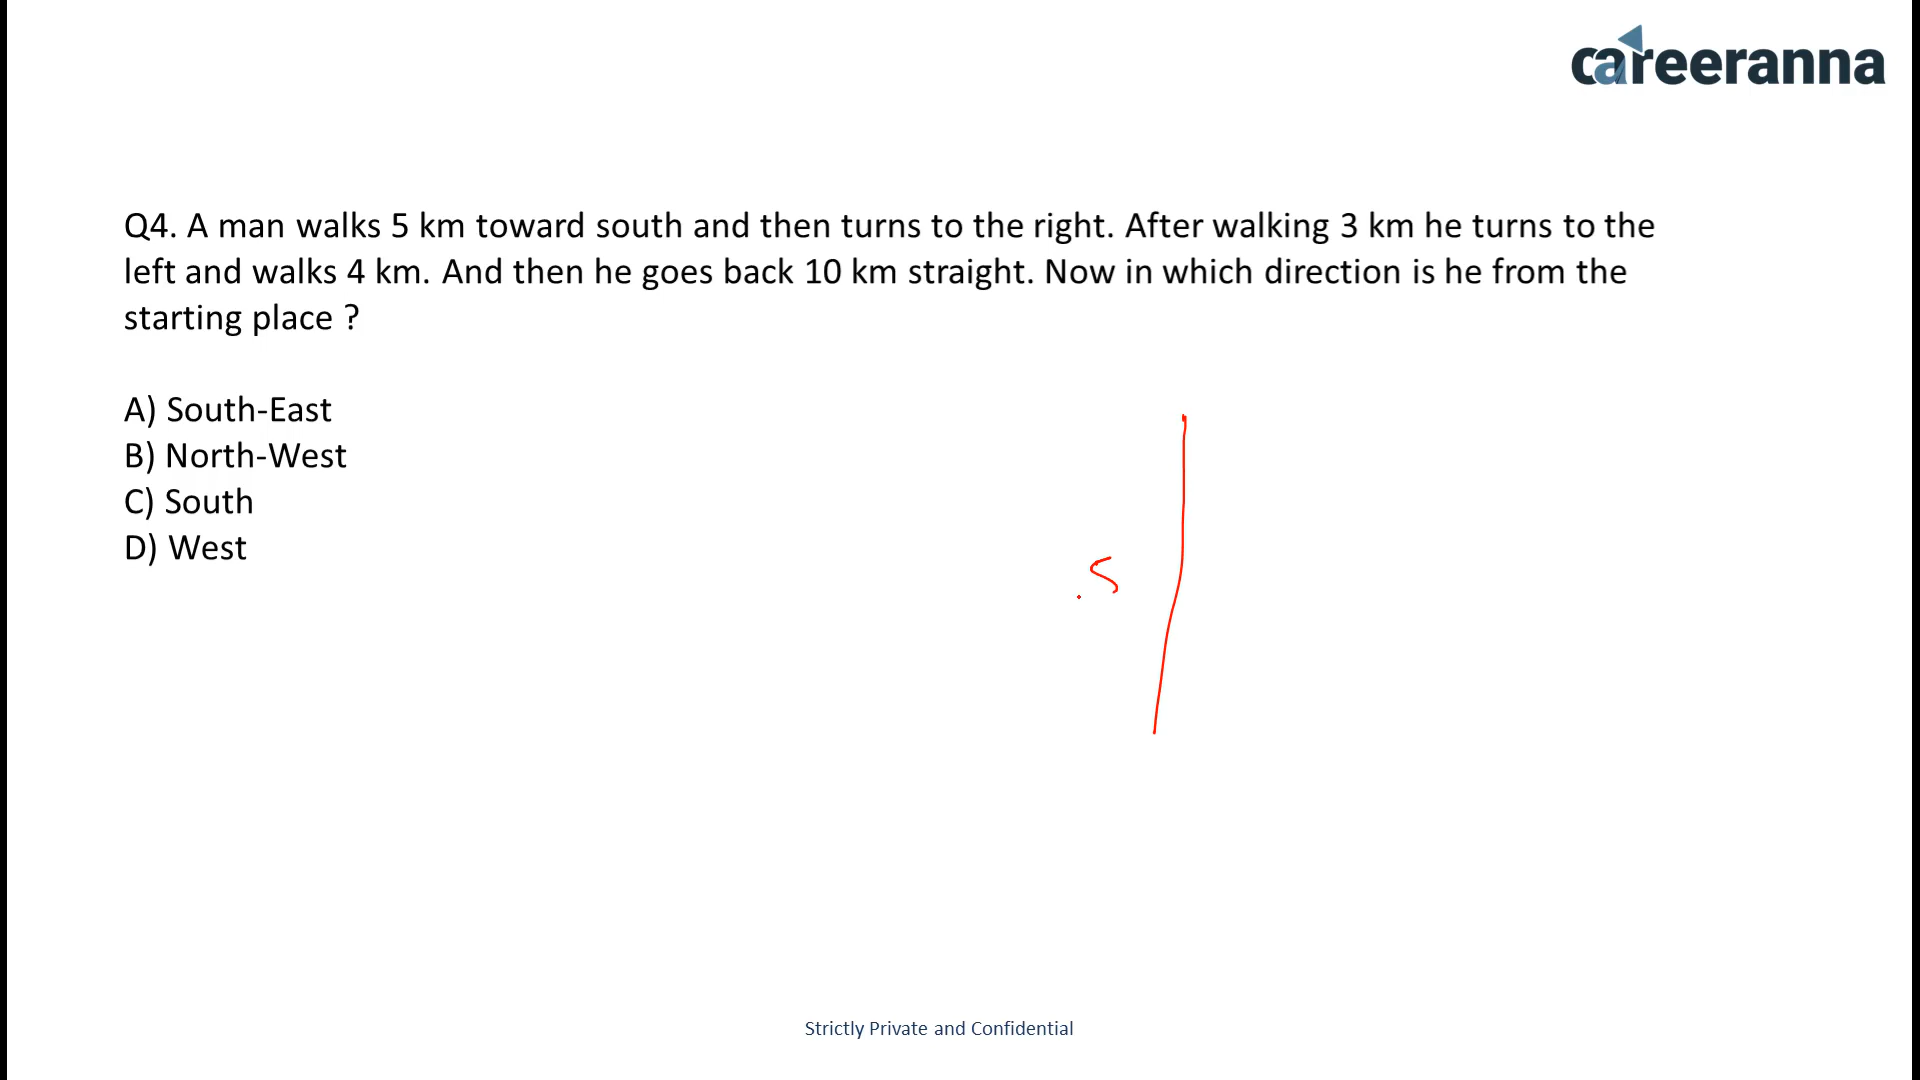 careeranna
Q4. A man walks 5 km toward south and then turns to the right. After walking 3 km he turns to the
left and walks 4 km. And then he goes back 10 km straight. Now in which direction is he from the
starting place ?
A) South-East
B) North-West
C) South
D) West
5
Strictly Private and Confidential